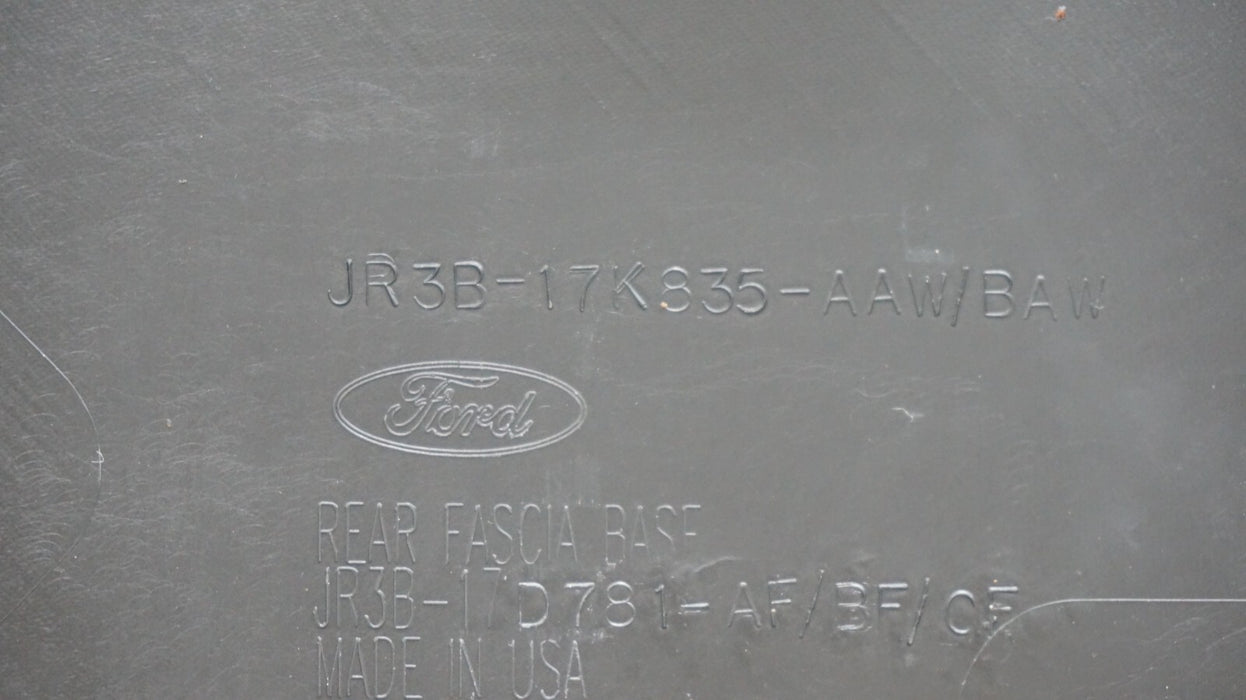 JR3B-17K835-AAW/BAW
Ford
REAR FASCIA BASE
JR3B-17D781-AF/BF/CF
MADE IN USA